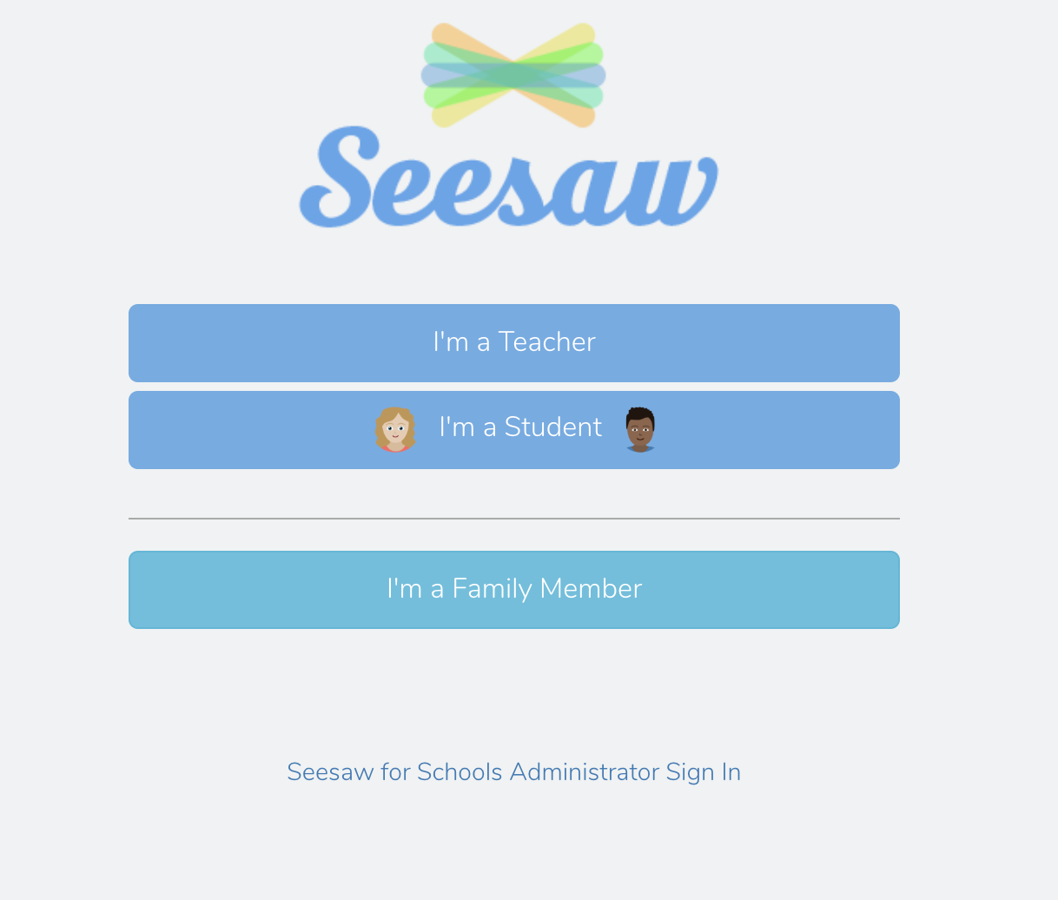 Seesaw
I'm a Teacher
I'm a Student
I'm a Family Member
Seesaw for Schools Administrator Sign In